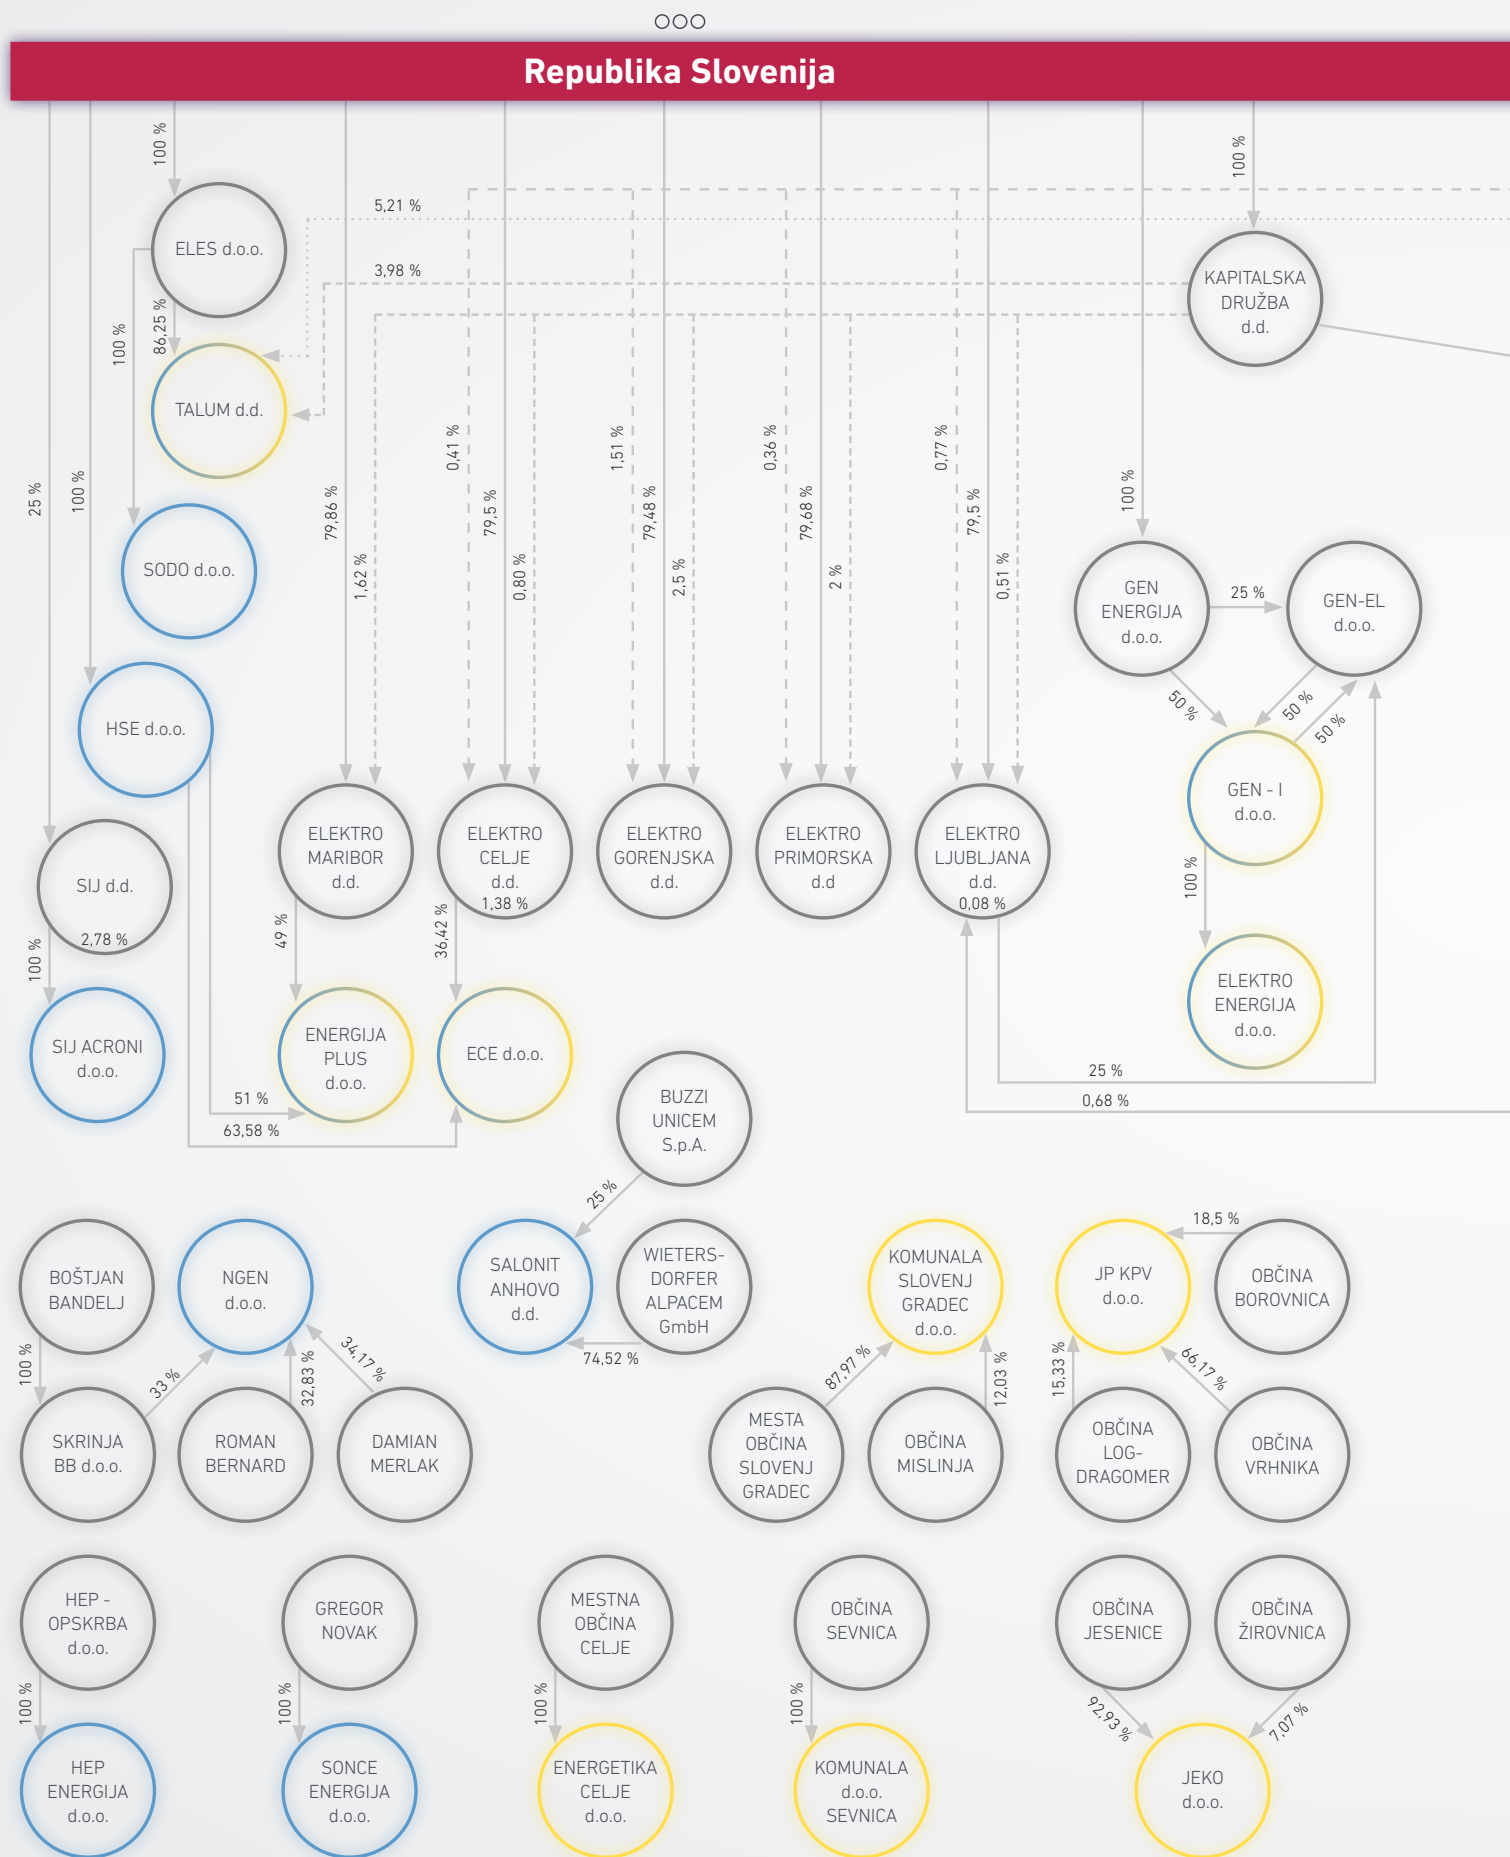 Republika Slovenija
100 %
100 %
5,21 %
ELES d.o.o.
3,98 %
KAPITALSKA
DRUŽBA
d.d.
86,25 %
100 %
TALUM d.d.
0,41 %
1,51 %
0,36 %
0,77 %
25 %
100 %
79,86 %
79,5 %
79,48 %
79,68 %
79,5 %
100 %
SODO d.o.o.
1,62 %
0,80 %
2,5 %
2 %
0,51 %
GEN
ENERGIJA
d.o.o.
25 %
GEN-EL
d.o.o.
HSE d.o.o.
50 %
50 %
50 %
GEN - I
d.o.o.
ELEKTRO
MARIBOR
d.d.
ELEKTRO
CELJE
d.d.
1,38 %
ELEKTRO
GORENJSKA
d.d.
ELEKTRO
PRIMORSKA
d.d
ELEKTRO
LJUBLJANA
d.d.
0,08 %
SIJ d.d.
2,78 %
100 %
49 %
36,42 %
100 %
ELEKTRO
ENERGIJA
d.o.o.
SIJ ACRONI
d.o.o.
ENERGIJA
PLUS
d.o.o.
ECE d.o.o.
25 %
0,68 %
51 %
63,58 %
BUZZI
UNICEM
S.p.A.
25 %
BOŠTJAN
BANDELJ
NGEN
d.o.o.
SALONIT
ANHOVO
d.d.
WIETERS-
DORFER
ALPACEM
GmbH
74,52 %
KOMUNALA
SLOVENJ
GRADEC
d.o.o.
JP KPV
d.o.o.
18,5 %
OBČINA
BOROVNICA
100 %
33 %
32,83 %
34,17 %
87,97 %
12,03 %
15,33 %
66,17 %
SKRINJA
BB d.o.o.
ROMAN
BERNARD
DAMIAN
MERLAK
MESTA
OBČINA
SLOVENJ
GRADEC
OBČINA
MISLINJA
OBČINA
LOG-
DRAGOMER
OBČINA
VRHNIKA
HEP -
OPSKRBA
d.o.o.
GREGOR
NOVAK
MESTNA
OBČINA
CELJE
OBČINA
SEVNICA
OBČINA
JESENICE
OBČINA
ŽIROVNICA
100 %
100 %
100 %
100 %
92,93 %
7,07 %
HEP
ENERGIJA
d.o.o.
SONCE
ENERGIJA
d.o.o.
ENERGETIKA
CELJE
d.o.o.
KOMUNALA
d.o.o.
SEVNICA
JEKO
d.o.o.